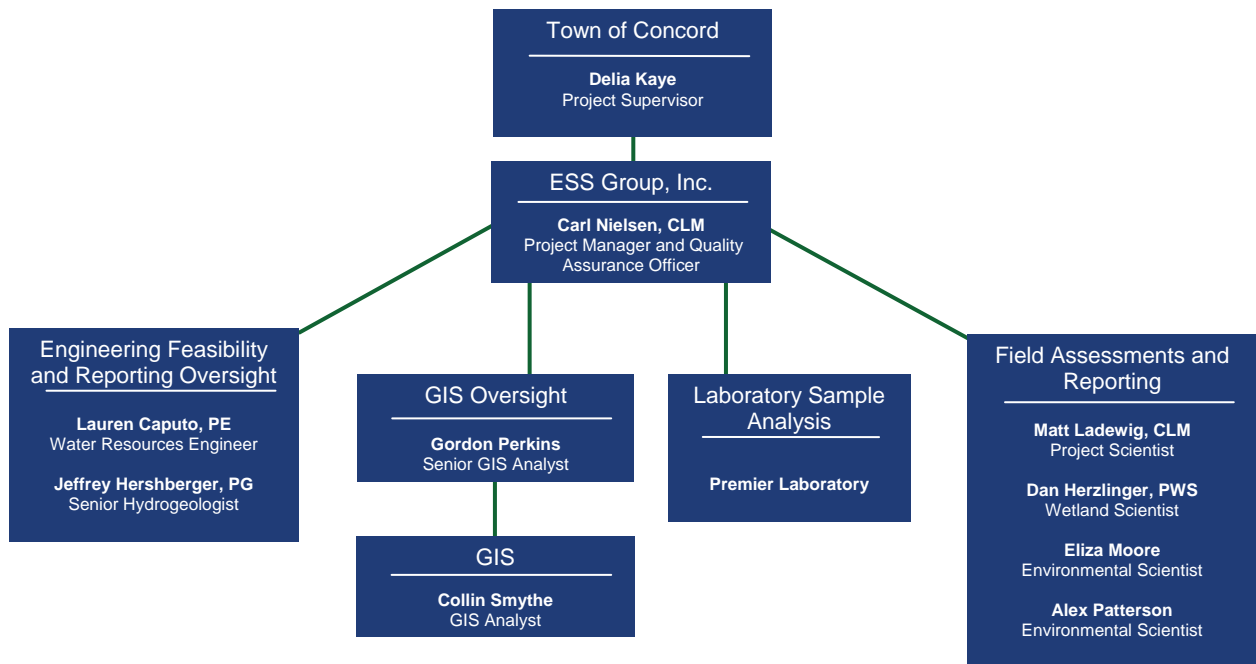 Town of Concord
Delia Kaye
Project Supervisor
ESS Group, Inc.
Carl Nielsen, CLM
Project Manager and Quality
Assurance Officer
Engineering Feasibility
and Reporting Oversight
Lauren Caputo, PE
Water Resources Engineer
Jeffrey Hershberger, PG
Senior Hydrogeologist
GIS Oversight
Gordon Perkins
Senior GIS Analyst
GIS
Collin Smythe
GIS Analyst
Laboratory Sample
Analysis
Premier Laboratory
Field Assessments and
Reporting
Matt Ladewig, CLM
Project Scientist
Dan Herzlinger, PWS
Wetland Scientist
Eliza Moore
Environmental Scientist
Alex Patterson
Environmental Scientist